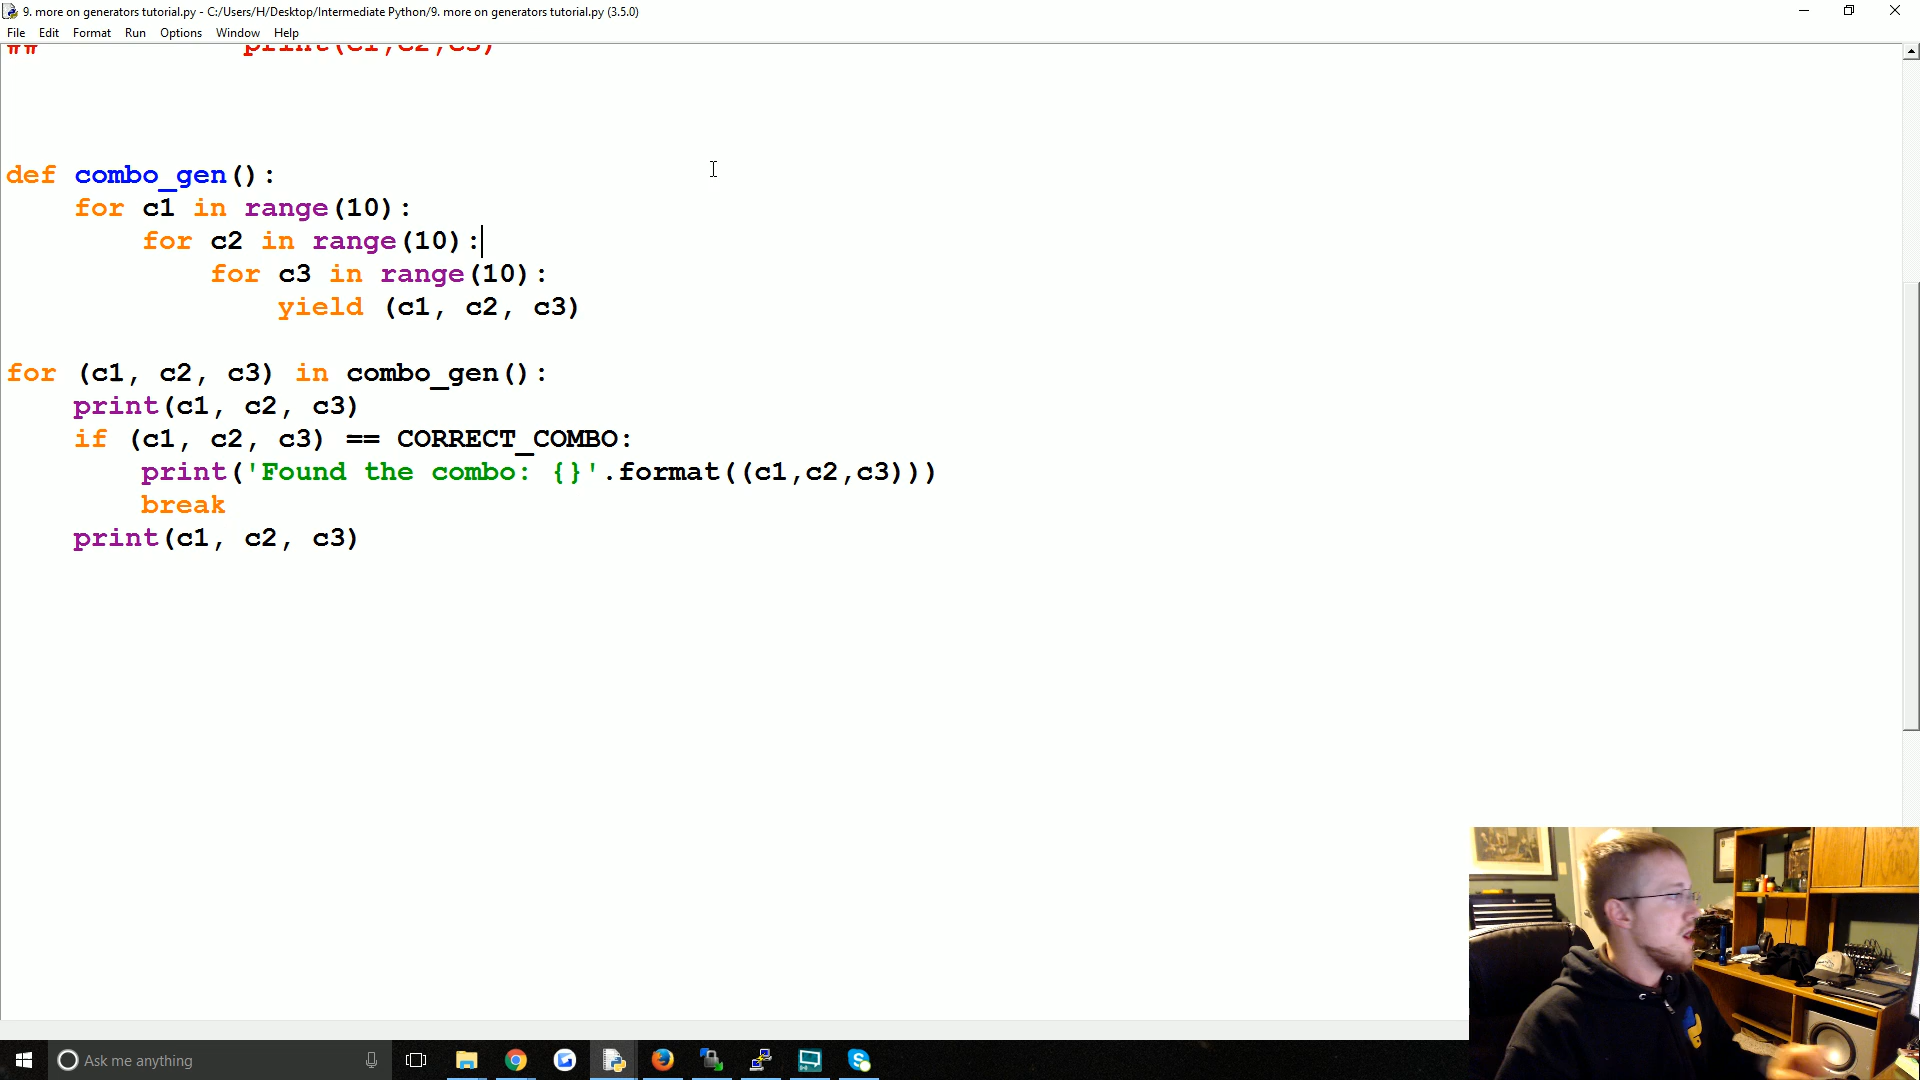 9. more on generators tutorial.py - C:/Users/H/Desktop/Intermediate Python/9. more on generators tutorial.py (3.5.0)
File Edit Format Run Options Window Help
## print(c1,c2,c3)
def combo_gen():
for c1 in range(10):
for c2 in range(10):
for c3 in range(10):
yield (c1, c2, c3)
for (c1, c2, c3) in combo_gen():
print(c1, c2, c3)
if (c1, c2, c3) == CORRECT_COMBO:
print('Found the combo: {}'.format((c1,c2,c3)))
break
print(c1, c2, c3)
Ask me anything